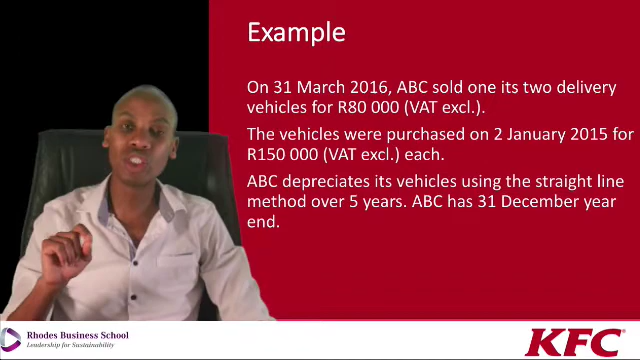 Example
On 31 March 2016, ABC sold one its two delivery
vehicles for R80 000 (VAT excl.).
The vehicles were purchased on 2 January 2015 for
R150 000 (VAT excl.) each.
ABC depreciates its vehicles using the straight line
method over 5 years. ABC has 31 December year
end.
Rhodes Business School
Leadership for Sustainability
KFC